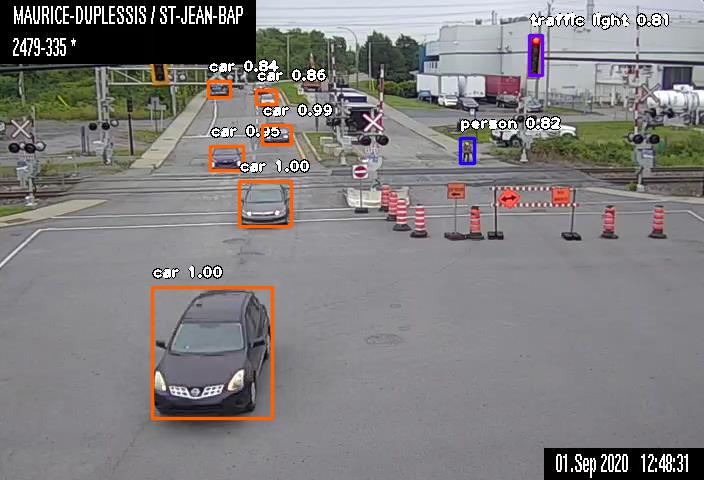 MAURICE-DUPLESSIS / ST-JEAN-BAP
2479-335 *
traffic light 0.81
car 0.84
car 0.86
car 0.99
person 0.82
car 0.95
car 1.00
car 1.00
01.Sep 2020 12:48:31